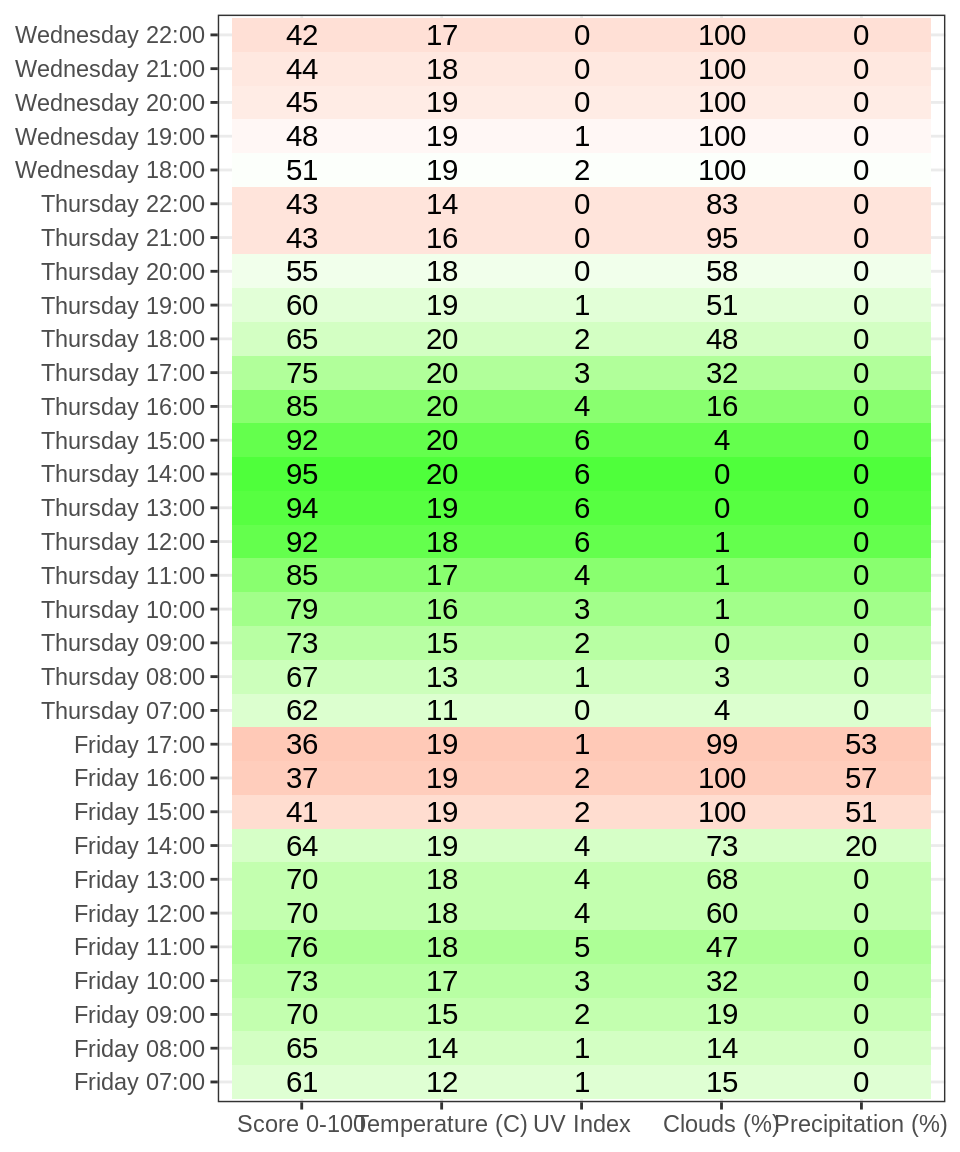 Wednesday 22:00 42 17 0 100 0
Wednesday 21:00 44 18 0 100 0
Wednesday 20:00 45 19 0 100 0
Wednesday 19:00 48 19 1 100 0
Wednesday 18:00 51 19 2 100 0
Thursday 22:00 43 14 0 83 0
Thursday 21:00 43 16 0 95 0
Thursday 20:00 55 18 0 58 0
Thursday 19:00 60 19 1 51 0
Thursday 18:00 65 20 2 48 0
Thursday 17:00 75 20 3 32 0
Thursday 16:00 85 20 4 16 0
Thursday 15:00 92 20 6 4 0
Thursday 14:00 95 20 6 0 0
Thursday 13:00 94 19 6 0 0
Thursday 12:00 92 18 6 1 0
Thursday 11:00 85 17 4 1 0
Thursday 10:00 79 16 3 1 0
Thursday 09:00 73 15 2 0 0
Thursday 08:00 67 13 1 3 0
Thursday 07:00 62 11 0 4 0
Friday 17:00 36 19 1 99 53
Friday 16:00 37 19 2 100 57
Friday 15:00 41 19 2 100 51
Friday 14:00 64 19 4 73 20
Friday 13:00 70 18 4 68 0
Friday 12:00 70 18 4 60 0
Friday 11:00 76 18 5 47 0
Friday 10:00 73 17 3 32 0
Friday 09:00 70 15 2 19 0
Friday 08:00 65 14 1 14 0
Friday 07:00 61 12 1 15 0
Score 0-100 Temperature (C) UV Index Clouds (%) Precipitation (%)